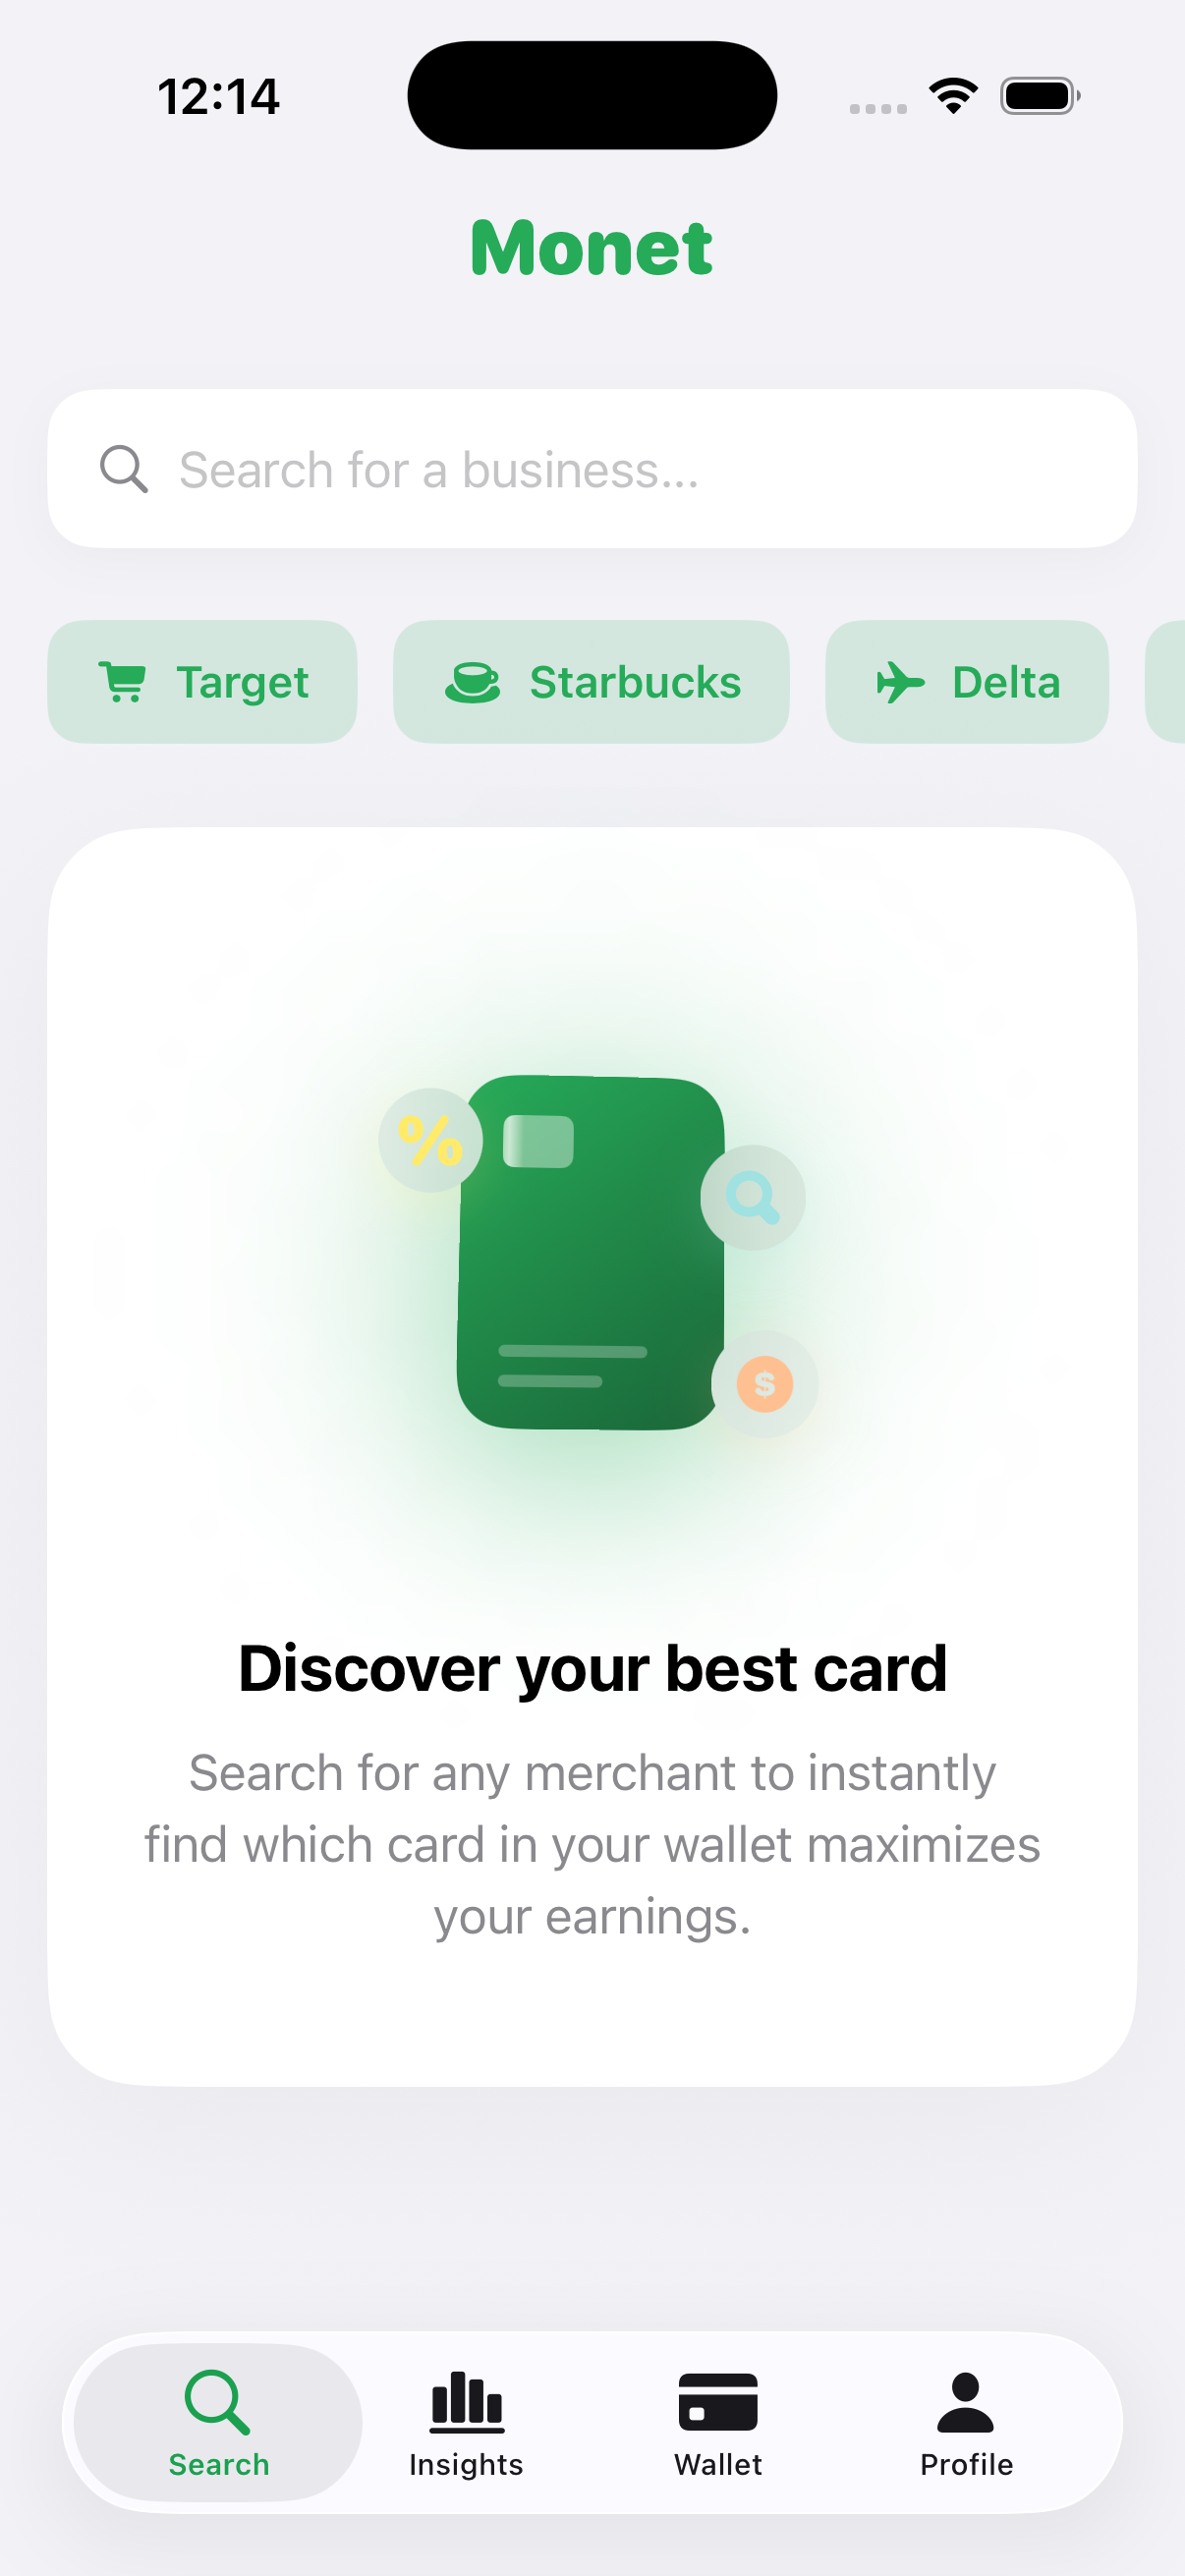 12:14
Monet
Search for a business...
Target
Starbucks
Delta
%
$
Discover your best card
Search for any merchant to instantly
find which card in your wallet maximizes
your earnings.
Search
Insights
Wallet
Profile